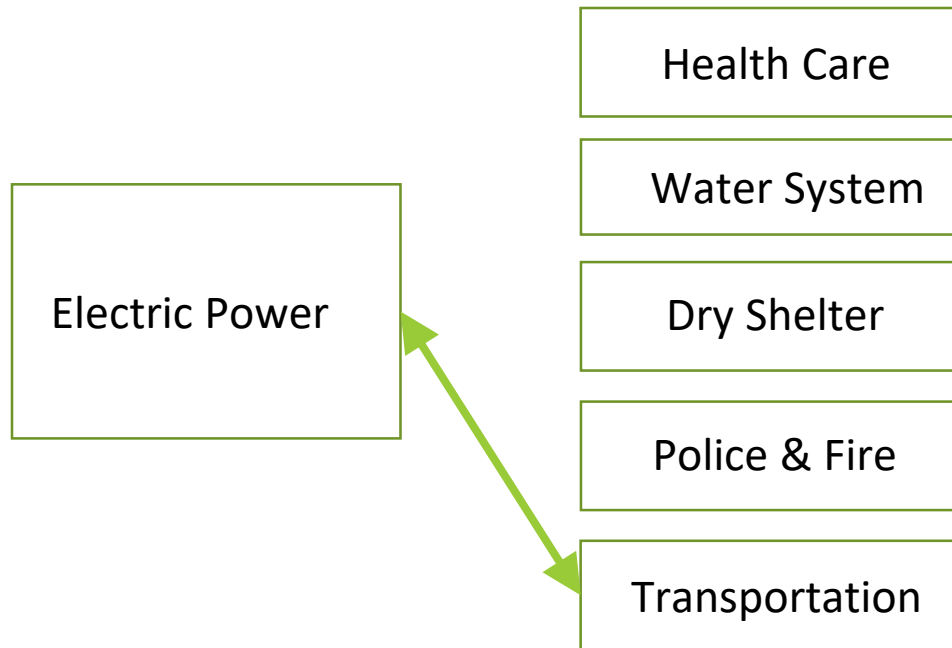 Health Care
Water System
Electric Power
Dry Shelter
Police & Fire
Transportation